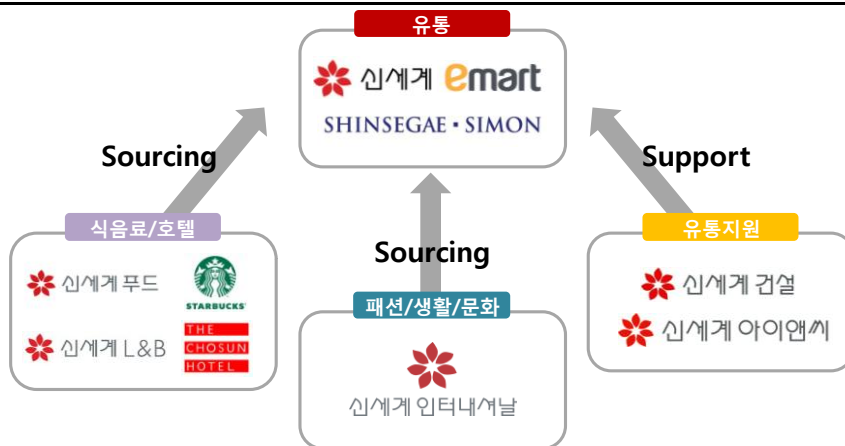 유통
신세계 emart
SHINSEGAE • SIMON
Sourcing
Support
식음료/호텔
신세계 푸드
STARBUCKS
신세계 L&B
THE
CHOSUN
HOTEL
Sourcing
패션/생활/문화
신세계 인터내셔날
유통지원
신세계 건설
신세계 아이앤씨